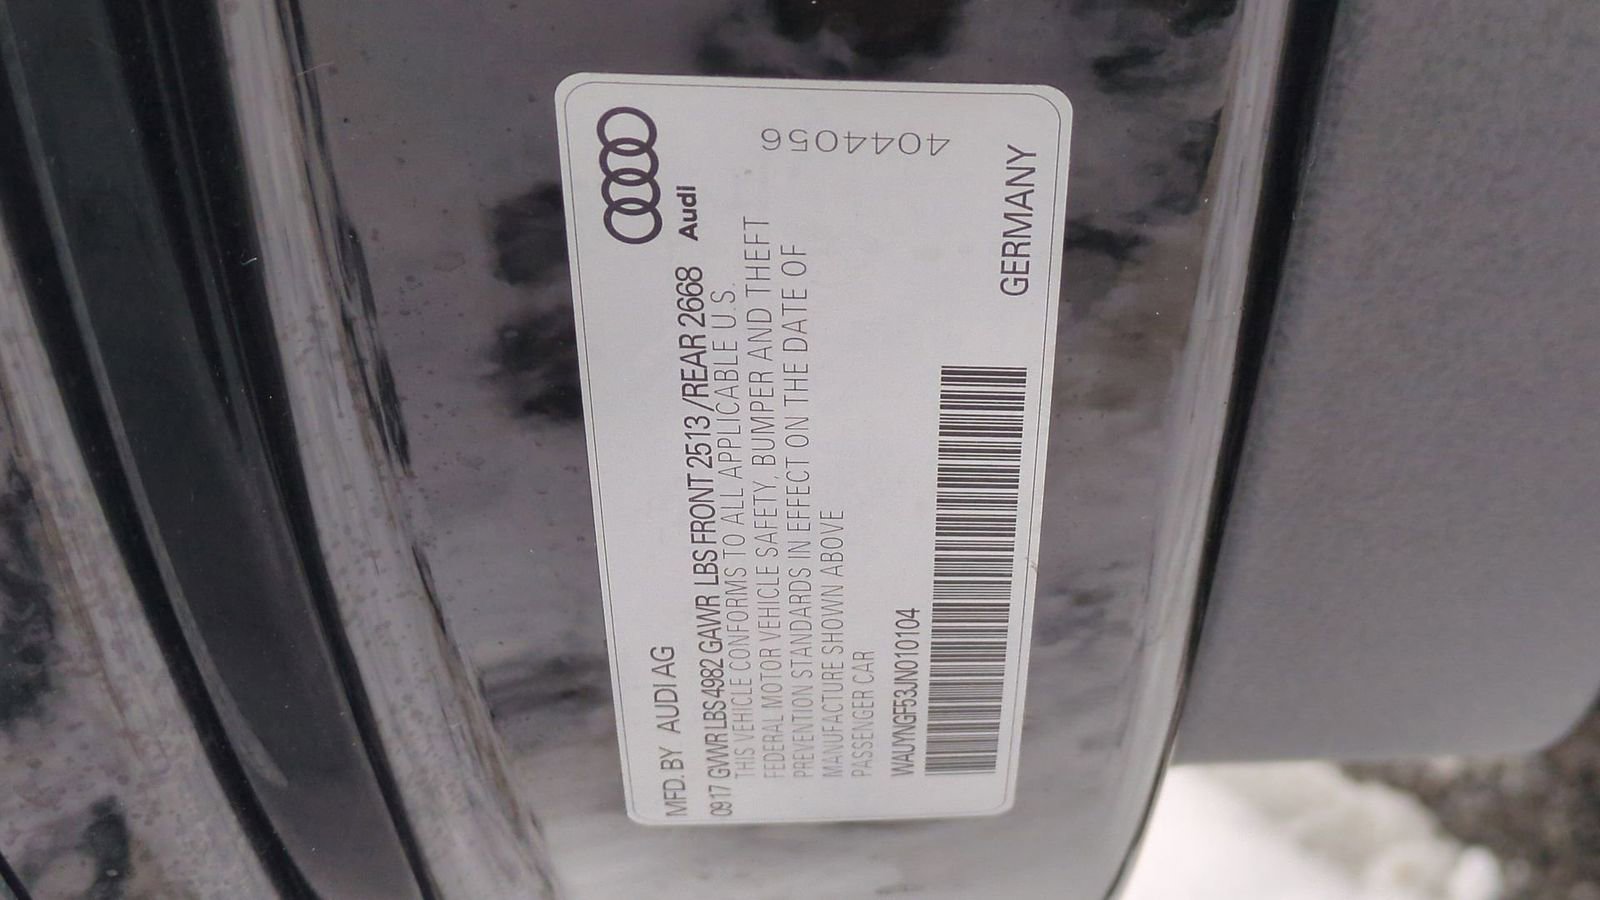 Audi
MFD. BY AUDI AG
09 17 GVWR LBS 4982 GAWR LBS FRONT 2513 /REAR 2668
THIS VEHICLE CONFORMS TO ALL APPLICABLE U.S.
FEDERAL MOTOR VEHICLE SAFETY, BUMPER AND THEFT
PREVENTION STANDARDS IN EFFECT ON THE DATE OF
MANUFACTURE SHOWN ABOVE
PASSENGER CAR
WAUYNGF53JN010104
GERMANY
4044056